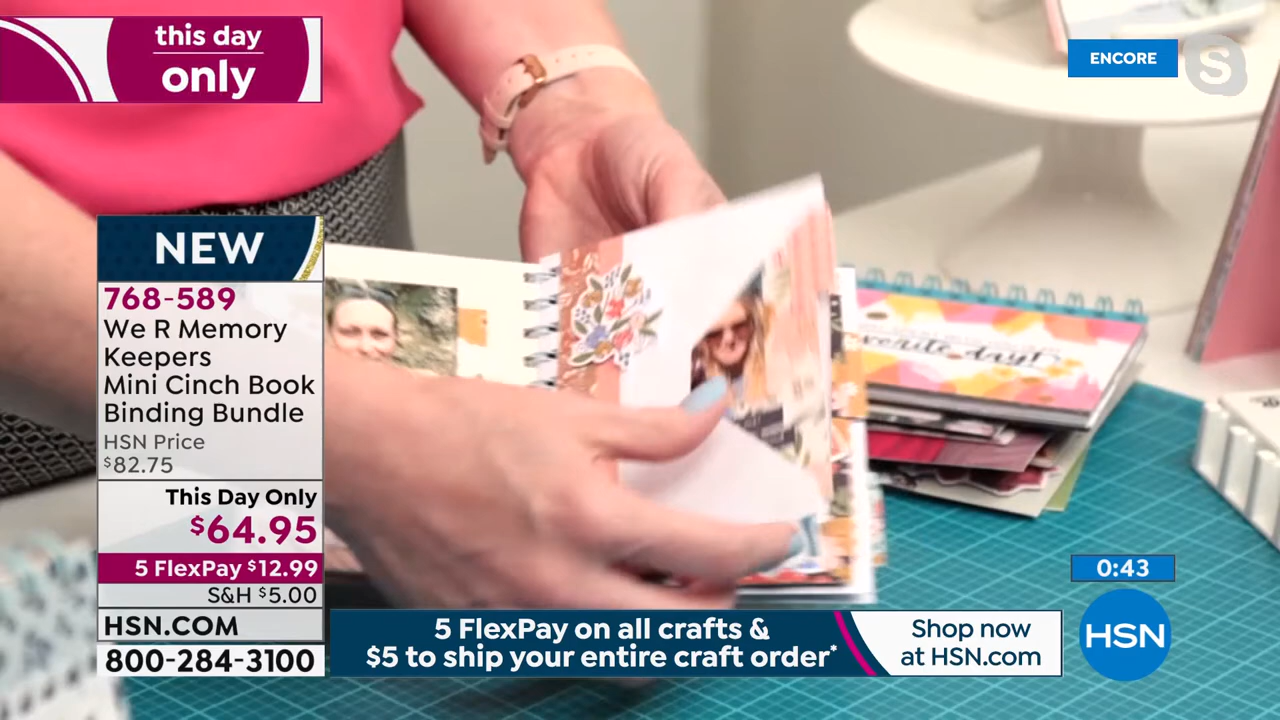 this day
only
ENCORE
S
NEW
768-589
We R Memory
Keepers
Mini Cinch Book
Binding Bundle
HSN Price
$82.75
This Day Only
$64.95
5 FlexPay $12.99
S&H $5.00
HSN.COM
800-284-3100
day!
0:43
5 FlexPay on all crafts &
$5 to ship your entire craft order*
Shop now
at HSN.com
HSN